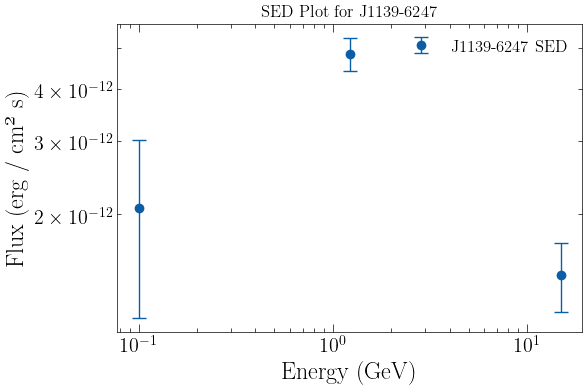 SED Plot for J1139-6247
J1139-6247 SED
Flux (erg / cm² s)
4 × 10⁻¹²
3 × 10⁻¹²
2 × 10⁻¹²
10⁻¹
10⁰
10¹
Energy (GeV)